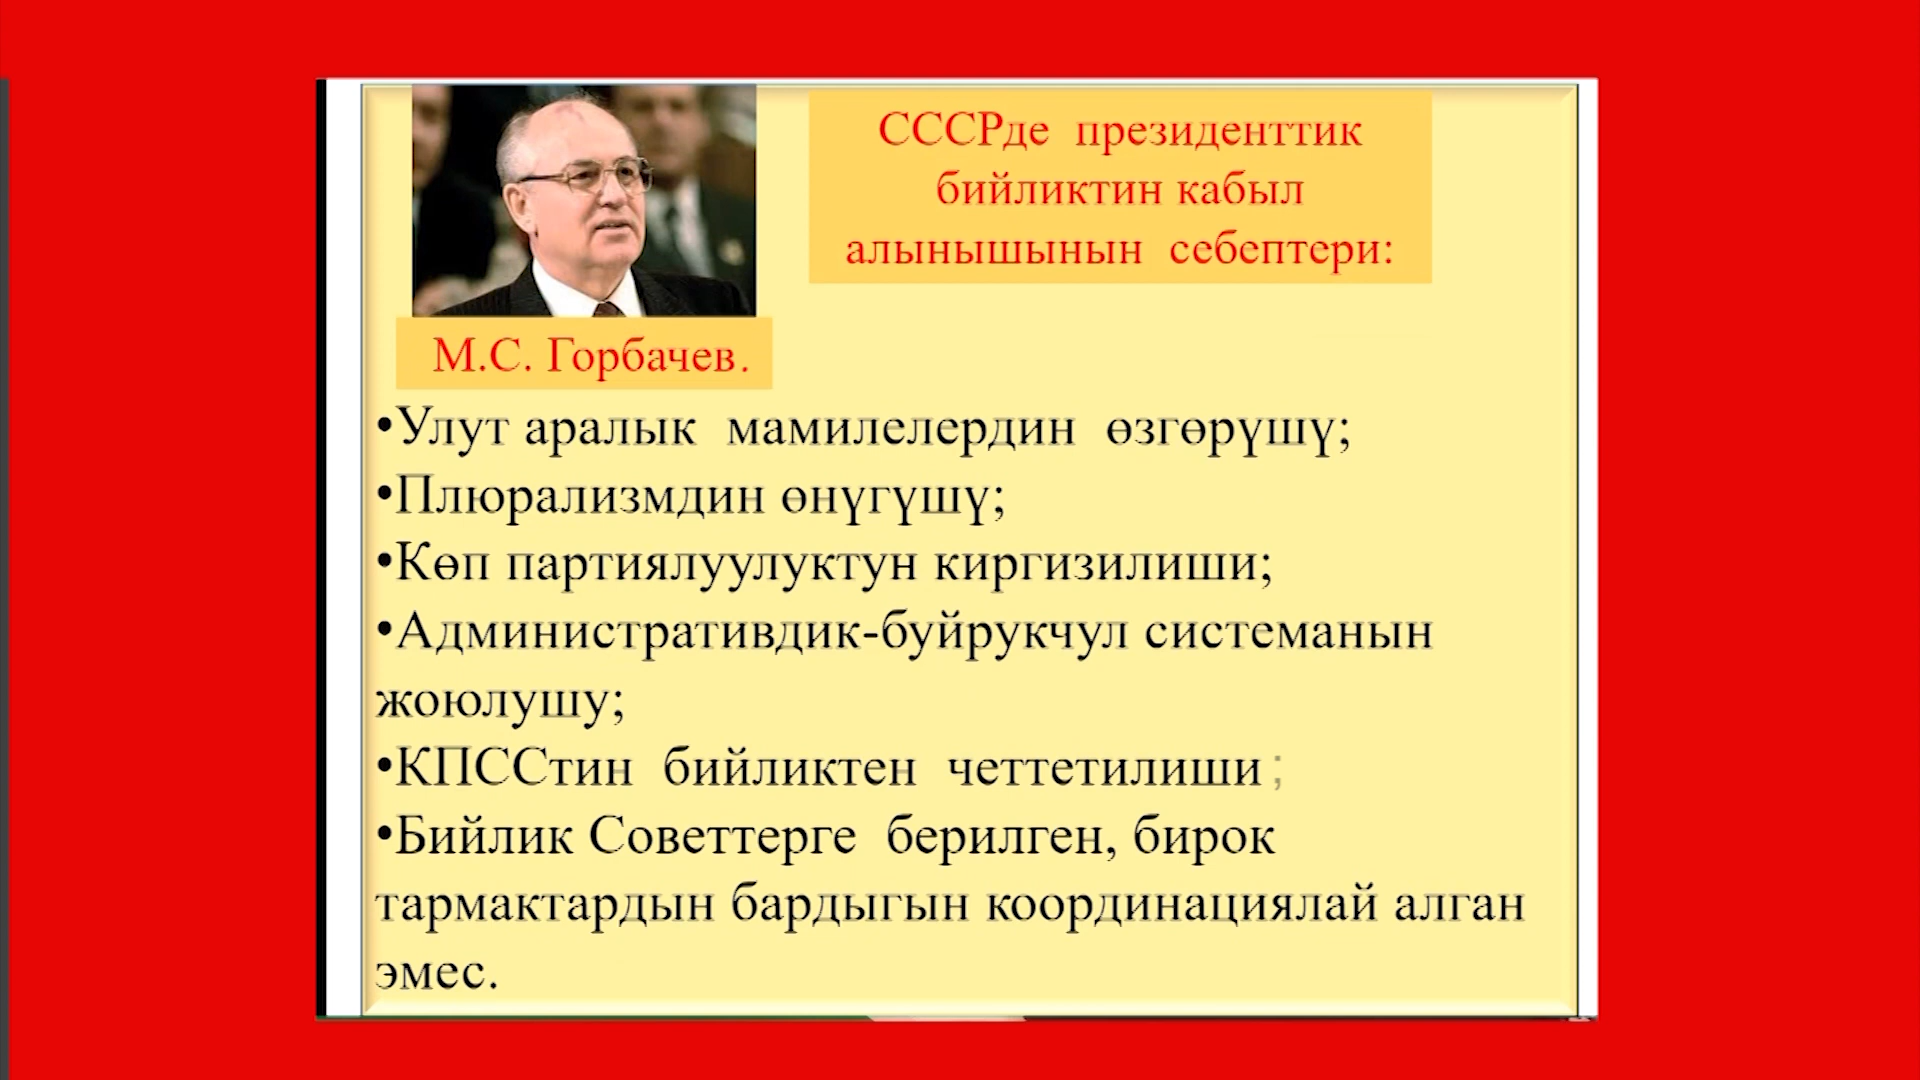 СССРде президенттик
бийликтин кабыл
алынышынын себептери:
М.С. Горбачев.
•Улут аралык мамилелердин өзгөрүшү;
•Плюрализмдин өнүгүшү;
•Көп партиялуулуктун киргизилиши;
•Административдик-буйрукчул системанын
жоюлушу;
•КПССтин бийликтен четтетилиши;
•Бийлик Советтерге берилген, бирок
тармактардын бардыгын координациялай алган
эмес.